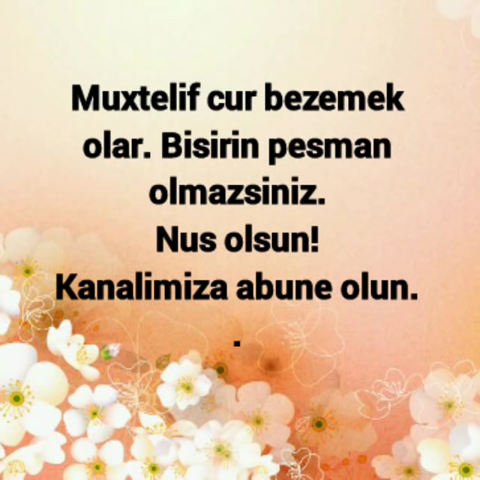 Muxtelif cur bezemek
olar. Bisirin pesman
olmazsiniz.
Nus olsun!
Kanalimiza abune olun.
.